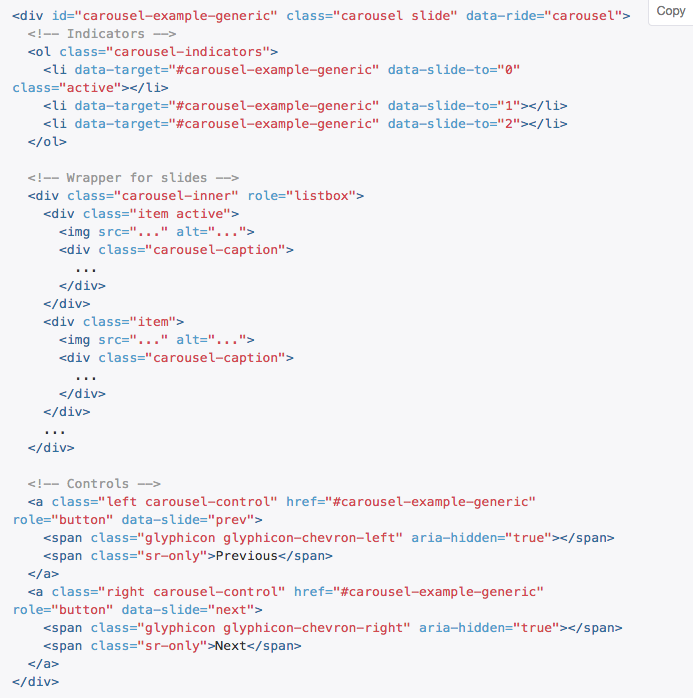 Copy
<div id="carousel-example-generic" class="carousel slide" data-ride="carousel">
  <!-- Indicators -->
  <ol class="carousel-indicators">
    <li data-target="#carousel-example-generic" data-slide-to="0"
class="active"></li>
    <li data-target="#carousel-example-generic" data-slide-to="1"></li>
    <li data-target="#carousel-example-generic" data-slide-to="2"></li>
  </ol>

  <!-- Wrapper for slides -->
  <div class="carousel-inner" role="listbox">
    <div class="item active">
      <img src="..." alt="...">
      <div class="carousel-caption">
        ...
      </div>
    </div>
    <div class="item">
      <img src="..." alt="...">
      <div class="carousel-caption">
        ...
      </div>
    </div>
    ...
  </div>

  <!-- Controls -->
  <a class="left carousel-control" href="#carousel-example-generic"
role="button" data-slide="prev">
    <span class="glyphicon glyphicon-chevron-left" aria-hidden="true"></span>
    <span class="sr-only">Previous</span>
  </a>
  <a class="right carousel-control" href="#carousel-example-generic"
role="button" data-slide="next">
    <span class="glyphicon glyphicon-chevron-right" aria-hidden="true"></span>
    <span class="sr-only">Next</span>
  </a>
</div>